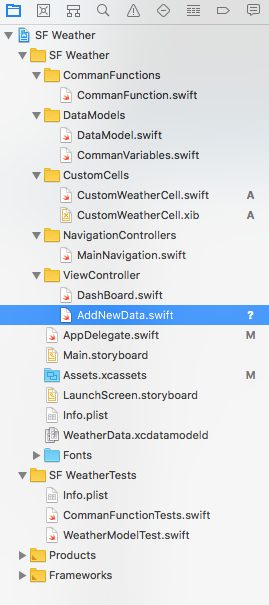 SF Weather
SF Weather
CommanFunctions
CommanFunction.swift
DataModels
DataModel.swift
CommanVariables.swift
CustomCells
CustomWeatherCell.swift A
CustomWeatherCell.xib A
NavigationControllers
MainNavigation.swift
ViewController
DashBoard.swift
AddNewData.swift ?
AppDelegate.swift M
Main.storyboard
Assets.xcassets M
LaunchScreen.storyboard
Info.plist
WeatherData.xcdatamodeld
Fonts
SF WeatherTests
Info.plist
CommanFunctionTests.swift
WeatherModelTest.swift
Products
Frameworks